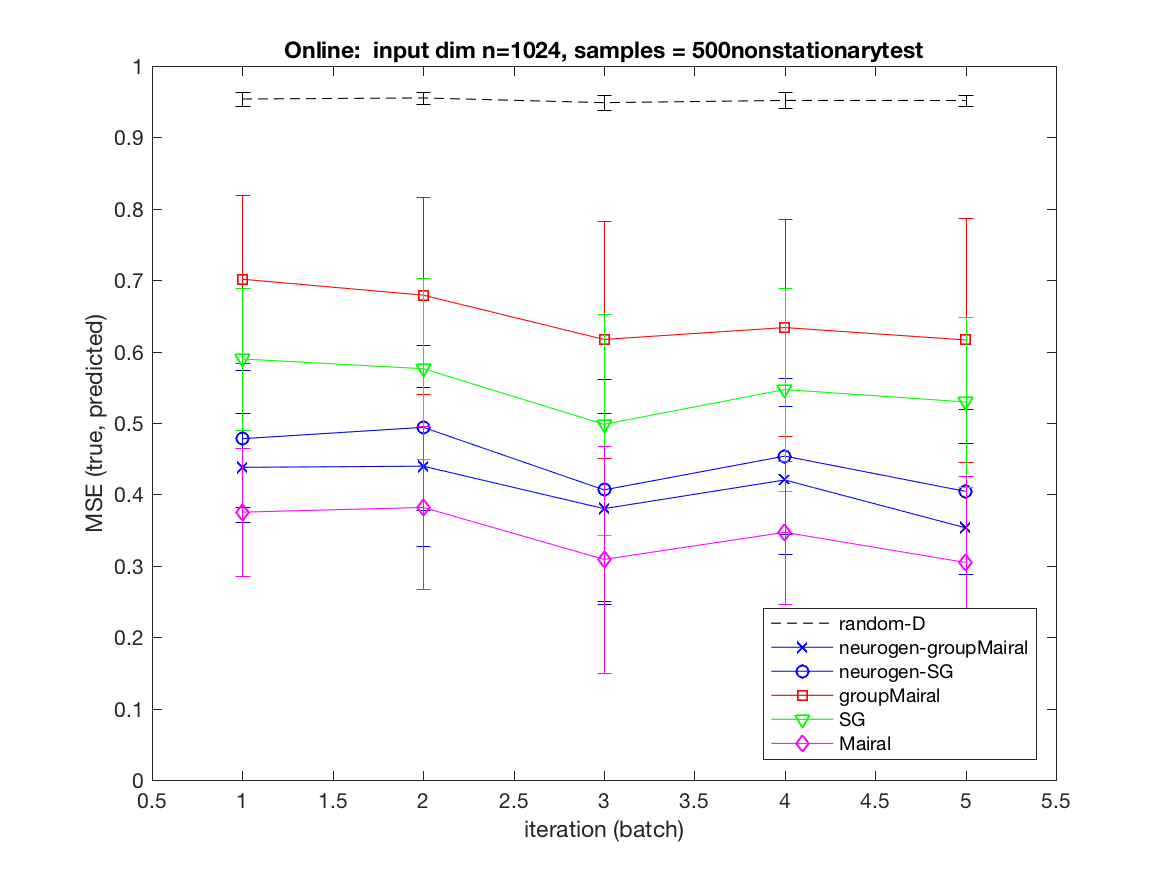 Online:  input dim n=1024, samples = 500nonstationarytest
1
0.9
0.8
0.7
0.6
0.5
0.4
0.3
0.2
0.1
0
MSE (true, predicted)
random-D
neurogen-groupMairal
neurogen-SG
groupMairal
SG
Mairal
0.5 1 1.5 2 2.5 3 3.5 4 4.5 5 5.5
iteration (batch)